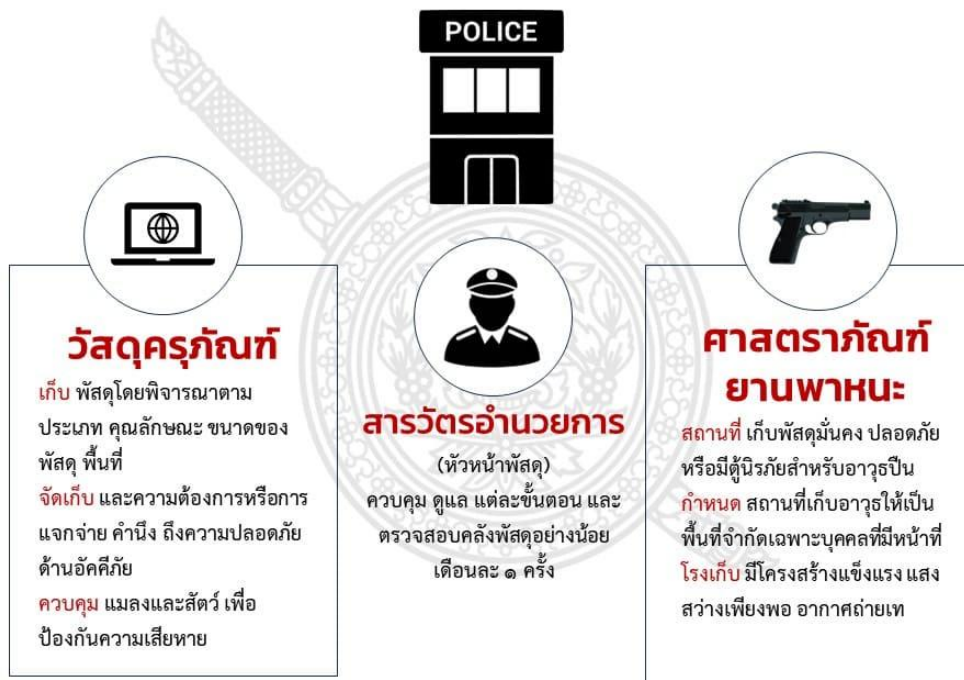 POLICE
วัสดุครุภัณฑ์
เก็บ พัสดุโดยพิจารณาตาม
ประเภท คุณลักษณะ ขนาดของ
พัสดุ พื้นที่
จัดเก็บ และความต้องการหรือการ
แจกจ่าย คำนึง ถึงความปลอดภัย
ด้านอัคคีภัย
ควบคุม แมลงและสัตว์ เพื่อ
ป้องกันความเสียหาย
สารวัตรอำนวยการ
(หัวหน้าพัสดุ)
ควบคุม ดูแล แต่ละขั้นตอน และ
ตรวจสอบคลังพัสดุอย่างน้อย
เดือนละ ๑ ครั้ง
ศาสตราภัณฑ์
ยานพาหนะ
สถานที่ เก็บพัสดุมั่นคง ปลอดภัย
หรือมีตู้นิรภัยสำหรับอาวุธปืน
กำหนด สถานที่เก็บอาวุธให้เป็น
พื้นที่จำกัดเฉพาะบุคคลที่มีหน้าที่
โรงเก็บ มีโครงสร้างแข็งแรง แสง
สว่างเพียงพอ อากาศถ่ายเท